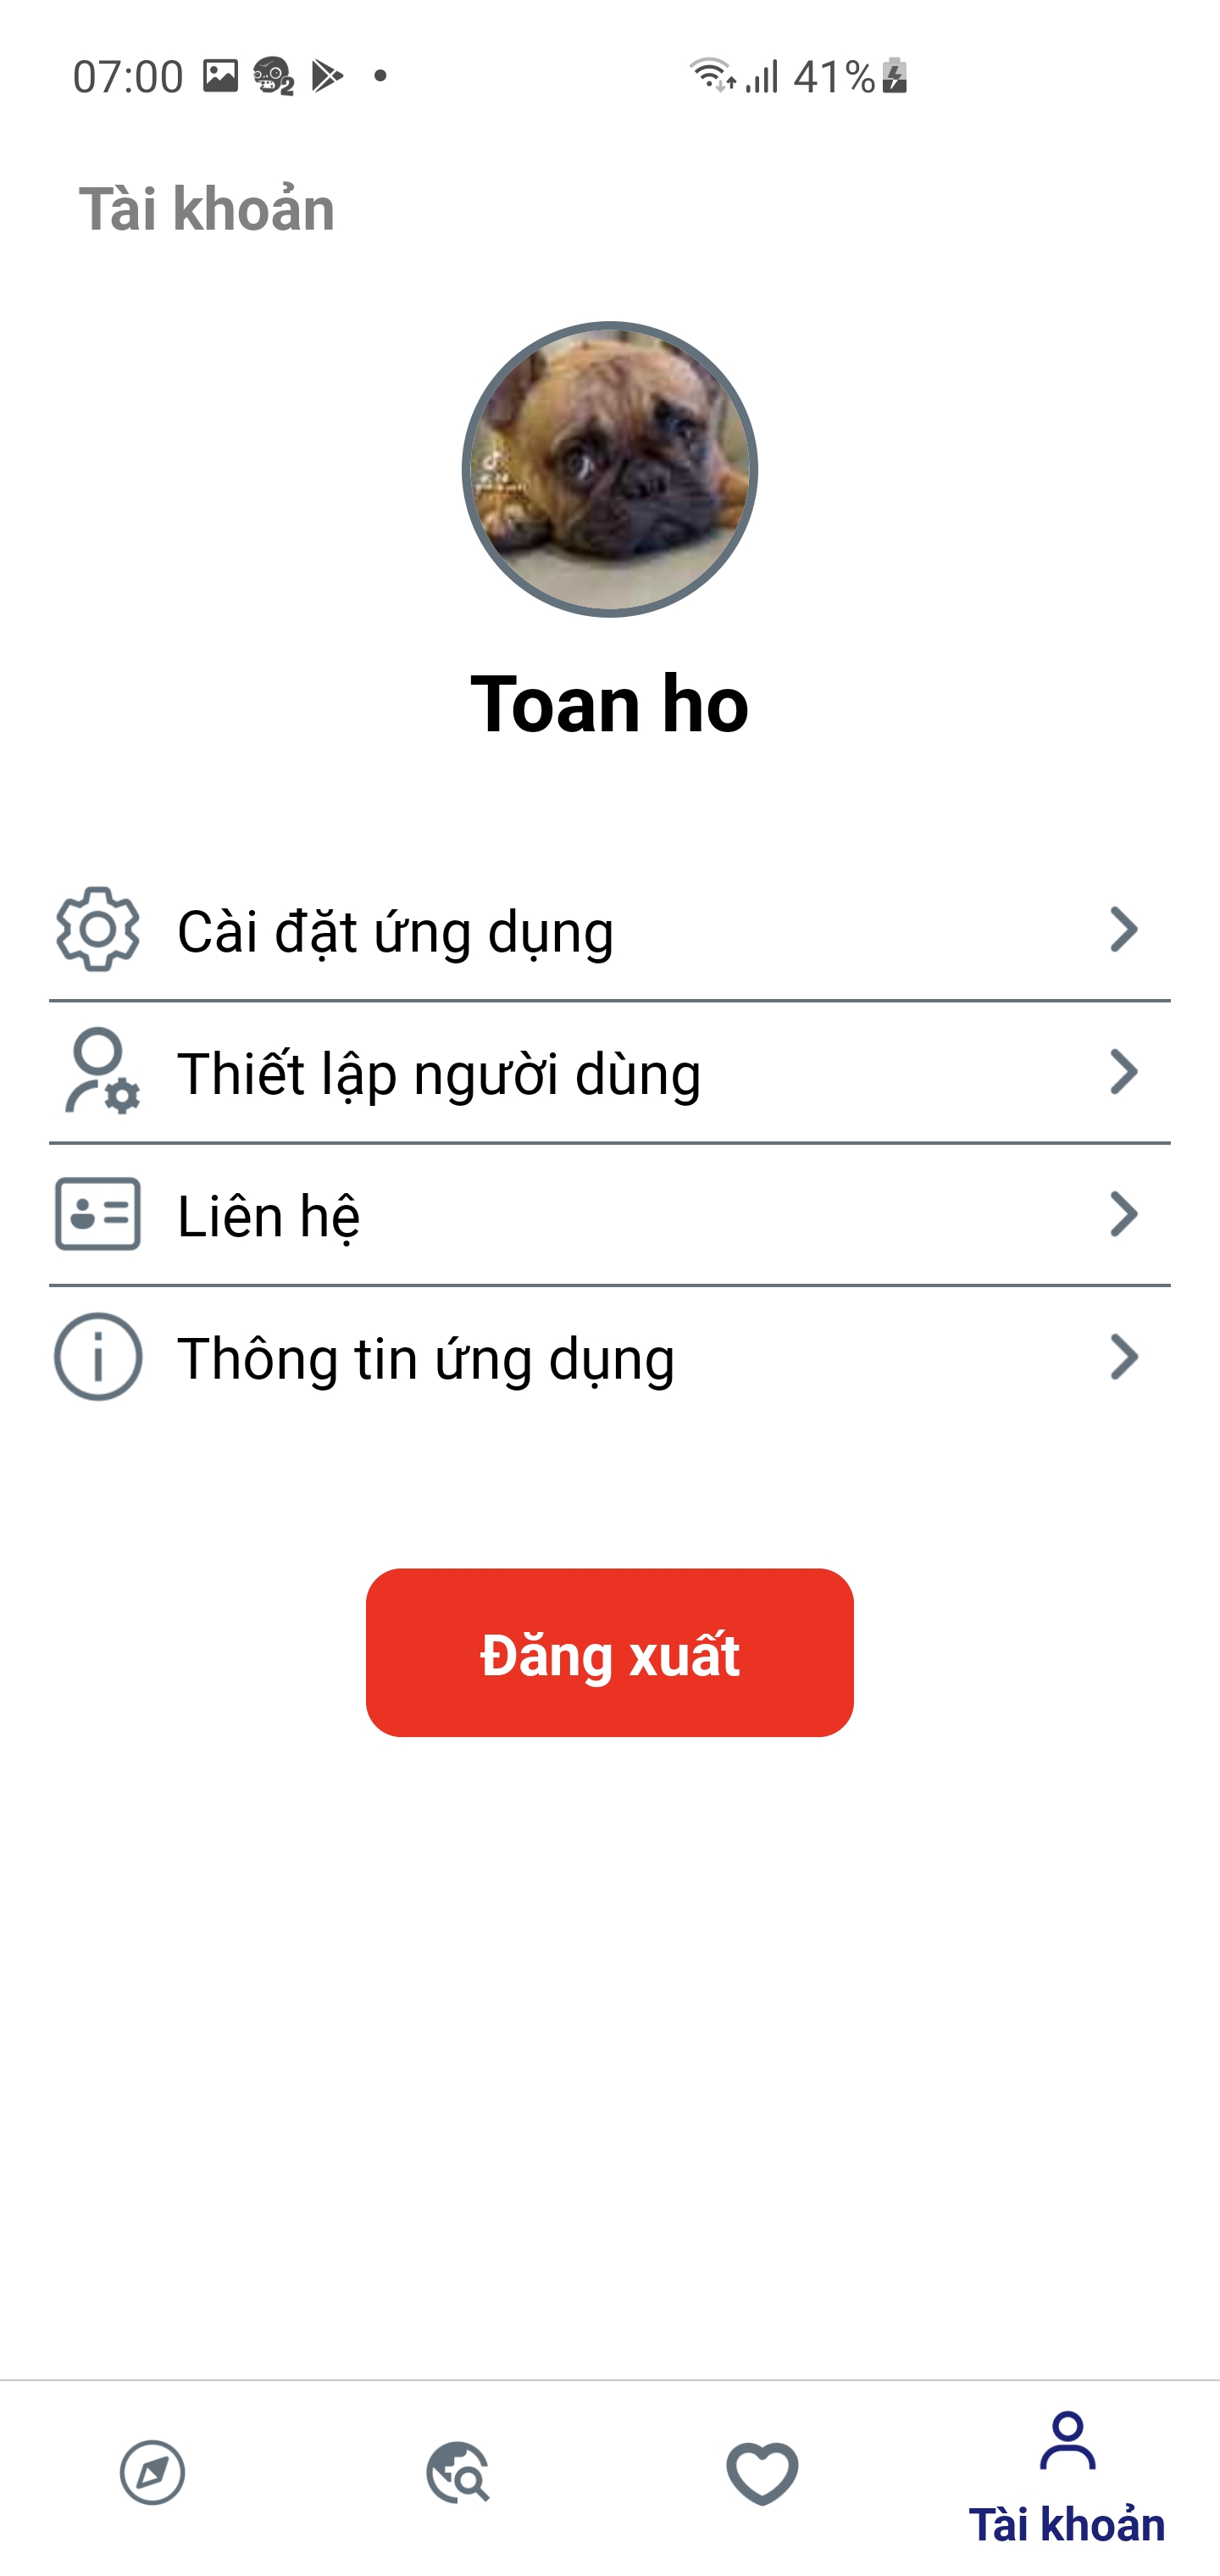 07:00 41%
Tài khoản
Toan ho
Cài đặt ứng dụng
Thiết lập người dùng
Liên hệ
Thông tin ứng dụng
Đăng xuất
Tài khoản